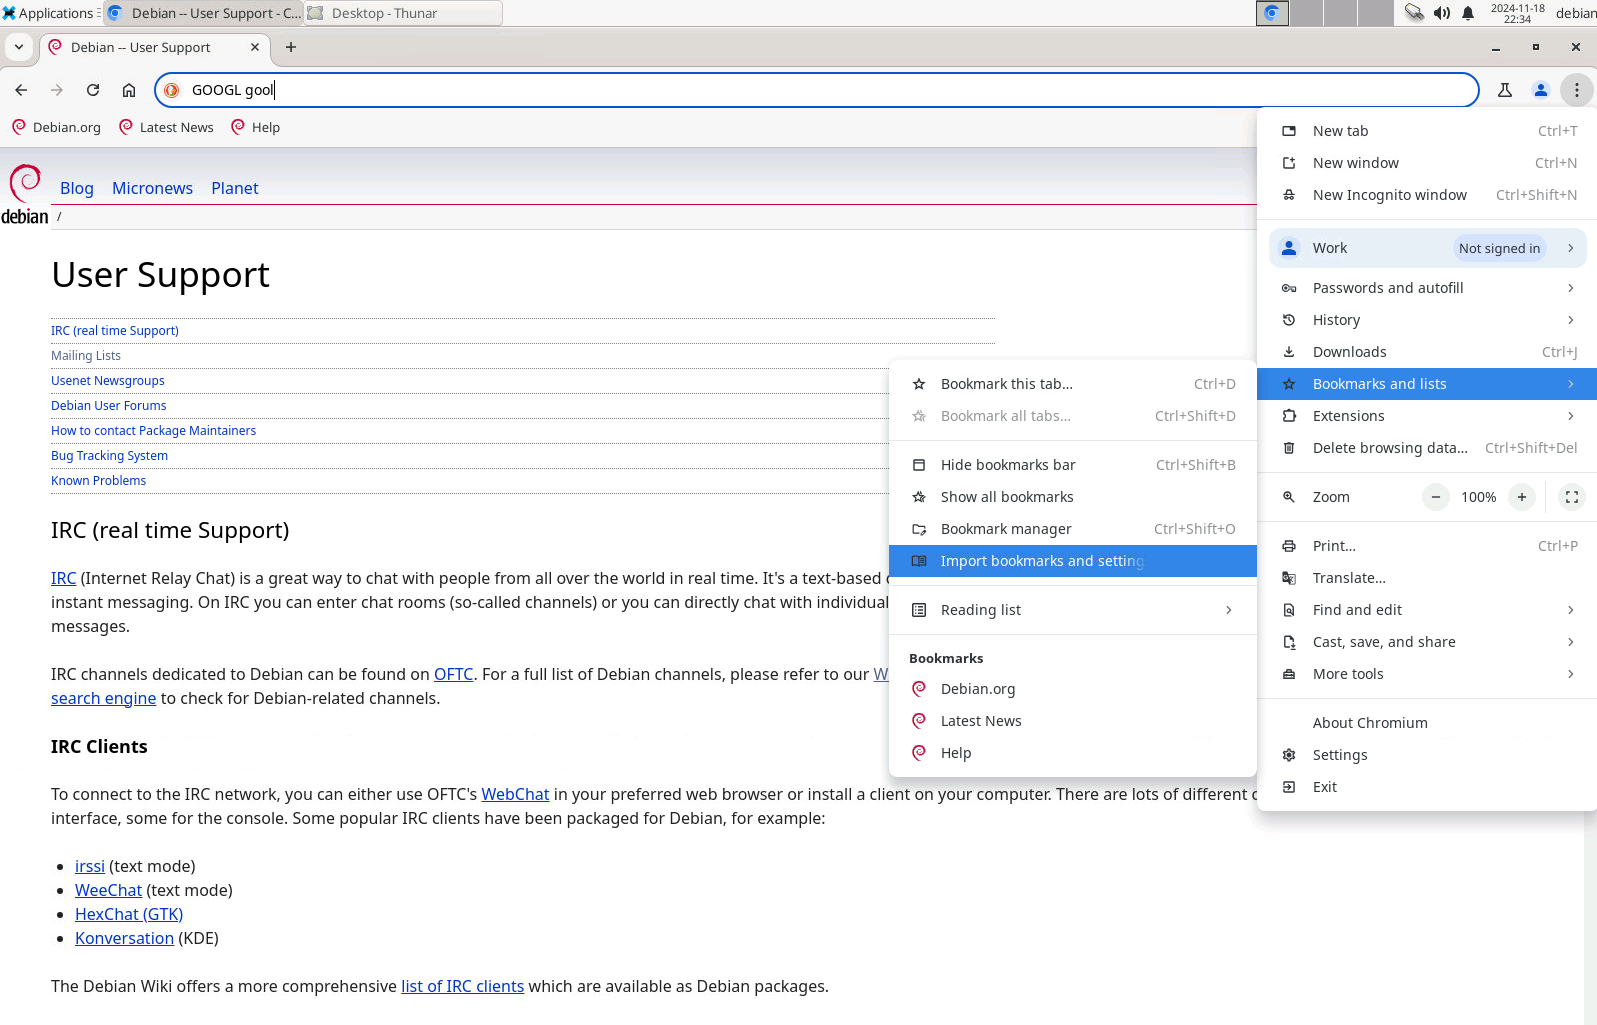 Applications
Debian -- User Support - C...
Desktop - Thunar
2024-11-18
22:34
debian
Debian -- User Support
GOOGL gool
Debian.org
Latest News
Help
Blog
Micronews
Planet
debian
/
User Support
IRC (real time Support)
Mailing Lists
Usenet Newsgroups
Debian User Forums
How to contact Package Maintainers
Bug Tracking System
Known Problems
IRC (real time Support)
IRC (Internet Relay Chat) is a great way to chat with people from all over the world in real time. It's a text-based
instant messaging. On IRC you can enter chat rooms (so-called channels) or you can directly chat with individual
messages.
IRC channels dedicated to Debian can be found on OFTC. For a full list of Debian channels, please refer to our
search engine to check for Debian-related channels.
IRC Clients
To connect to the IRC network, you can either use OFTC's WebChat in your preferred web browser or install a client on your computer. There are lots of different
interface, some for the console. Some popular IRC clients have been packaged for Debian, for example:
irssi (text mode)
WeeChat (text mode)
HexChat (GTK)
Konversation (KDE)
The Debian Wiki offers a more comprehensive list of IRC clients which are available as Debian packages.
New tab Ctrl+T
New window Ctrl+N
New Incognito window Ctrl+Shift+N
Work Not signed in
Passwords and autofill
History
Downloads Ctrl+J
Bookmarks and lists
Extensions
Delete browsing data... Ctrl+Shift+Del
Zoom − 100% +
Print... Ctrl+P
Translate...
Find and edit
Cast, save, and share
More tools
About Chromium
Settings
Exit
Bookmark this tab... Ctrl+D
Bookmark all tabs... Ctrl+Shift+D
Hide bookmarks bar Ctrl+Shift+B
Show all bookmarks
Bookmark manager Ctrl+Shift+O
Import bookmarks and setting
Reading list
Bookmarks
Debian.org
Latest News
Help